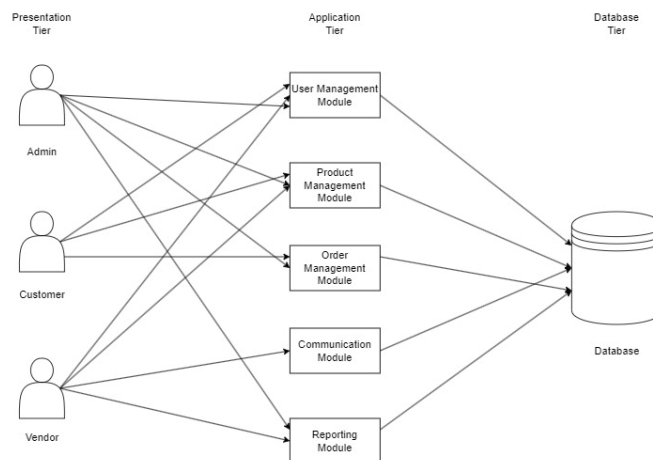 Presentation
Tier
Application
Tier
Database
Tier
User Management
Module
Admin
Product
Management
Module
Customer
Order
Management
Module
Communication
Module
Database
Vendor
Reporting
Module